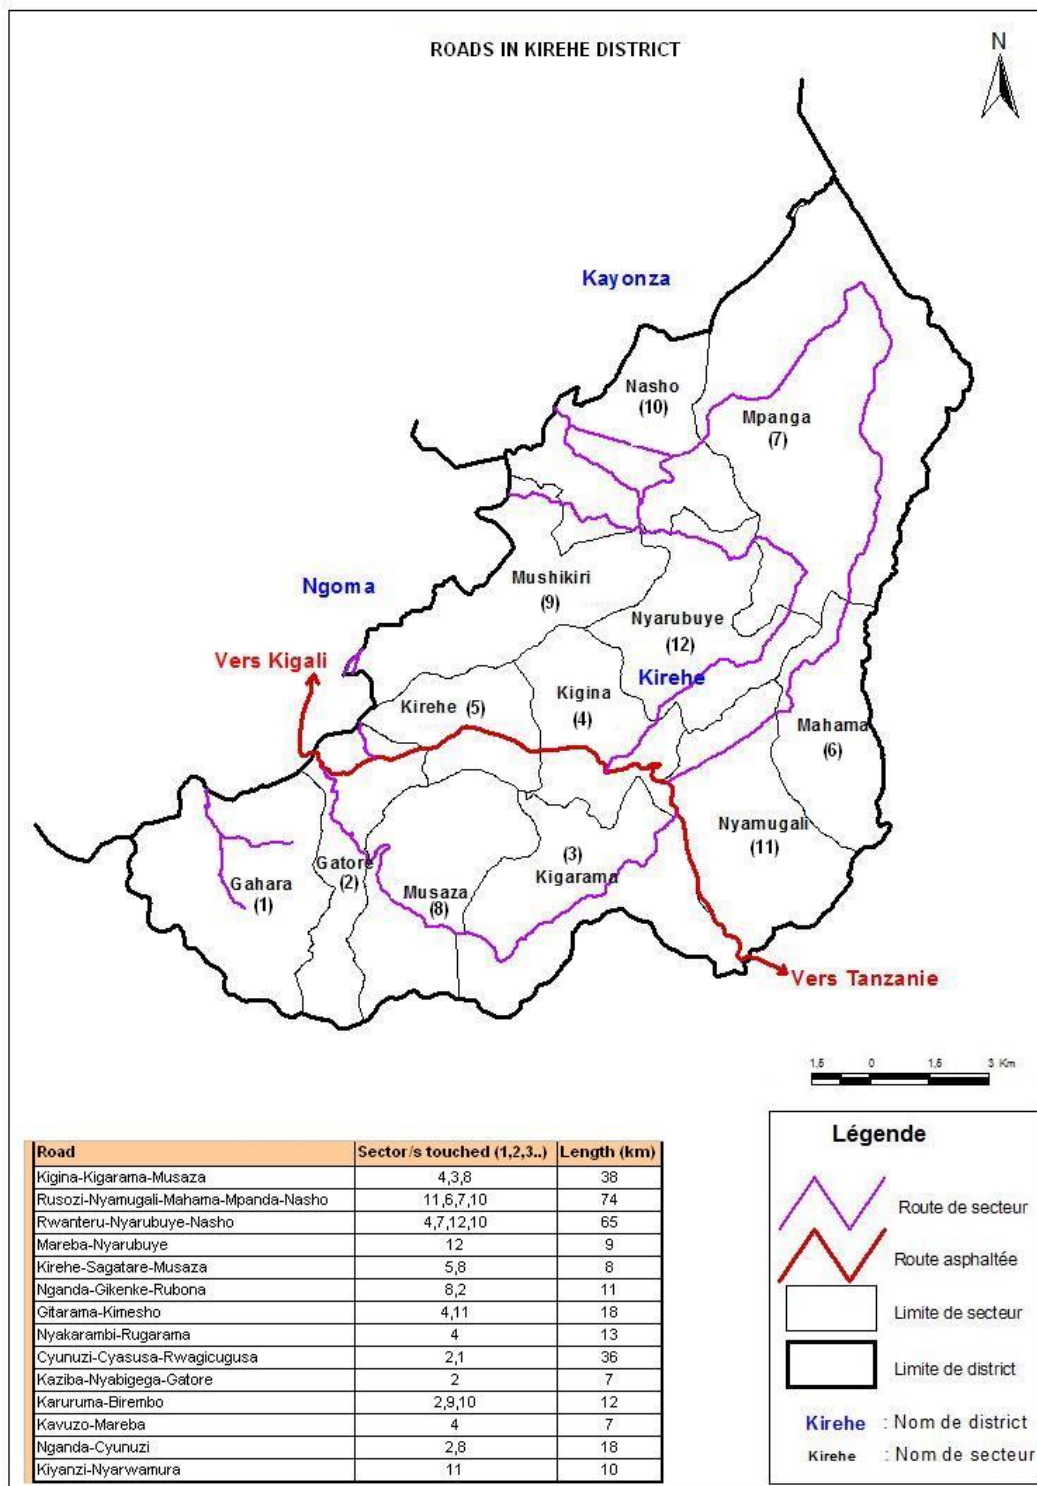 ROADS IN KIREHE DISTRICT
N
Kayonza
Nasho
(10)
Mpanga
(7)
Ngoma
Mushikiri
(9)
Nyarubuye
(12)
Vers Kigali
Kirehe
Kirehe (5)
Kigina
(4)
Mahama
(6)
Nyamugali
(11)
(3)
Kigarama
Gatore
(2)
Gahara
(1)
Musaza
(8)
Vers Tanzanie
1,5 0 1,5 3 Km
Road Sector/s touched (1,2,3..) Length (km)
Kigina-Kigarama-Musaza 4,3,8 38
Rusozi-Nyamugali-Mahama-Mpanda-Nasho 11,6,7,10 74
Rwanteru-Nyarubuye-Nasho 4,7,12,10 65
Mareba-Nyarubuye 12 9
Kirehe-Sagatare-Musaza 5,8 8
Nganda-Gikenke-Rubona 8,2 11
Gitarama-Kimesho 4,11 18
Nyakarambi-Rugarama 4 13
Cyunuzi-Cyasusa-Rwagicugusa 2,1 36
Kaziba-Nyabigega-Gatore 2 7
Karuruma-Birembo 2,9,10 12
Kavuzo-Mareba 4 7
Nganda-Cyunuzi 2,8 18
Kiyanzi-Nyarwamura 11 10
Légende
Route de secteur
Route asphaltée
Limite de secteur
Limite de district
Kirehe : Nom de district
Kirehe : Nom de secteur